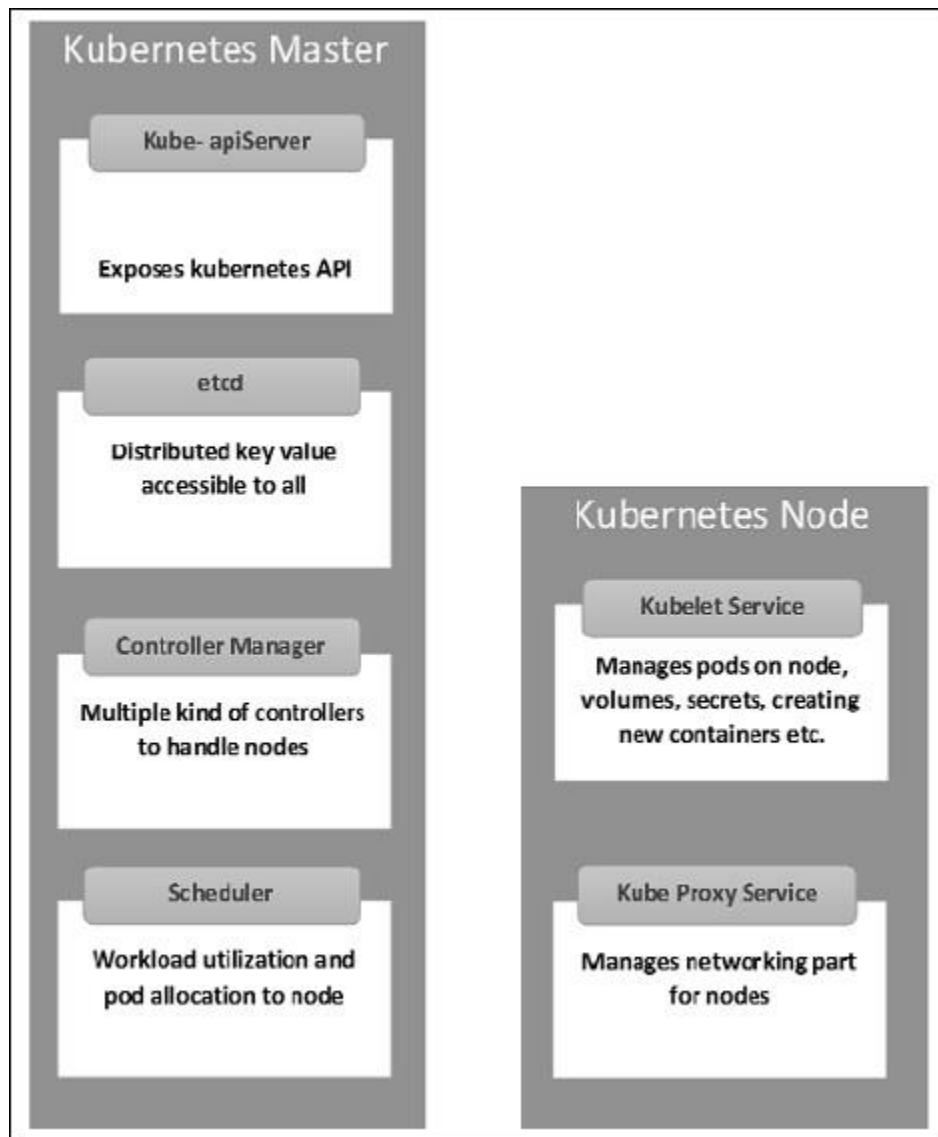 Kubernetes Master
Kube- apiServer
Exposes kubernetes API
etcd
Distributed key value
accessible to all
Controller Manager
Multiple kind of controllers
to handle nodes
Scheduler
Workload utilization and
pod allocation to node
Kubernetes Node
Kubelet Service
Manages pods on node,
volumes, secrets, creating
new containers etc.
Kube Proxy Service
Manages networking part
for nodes